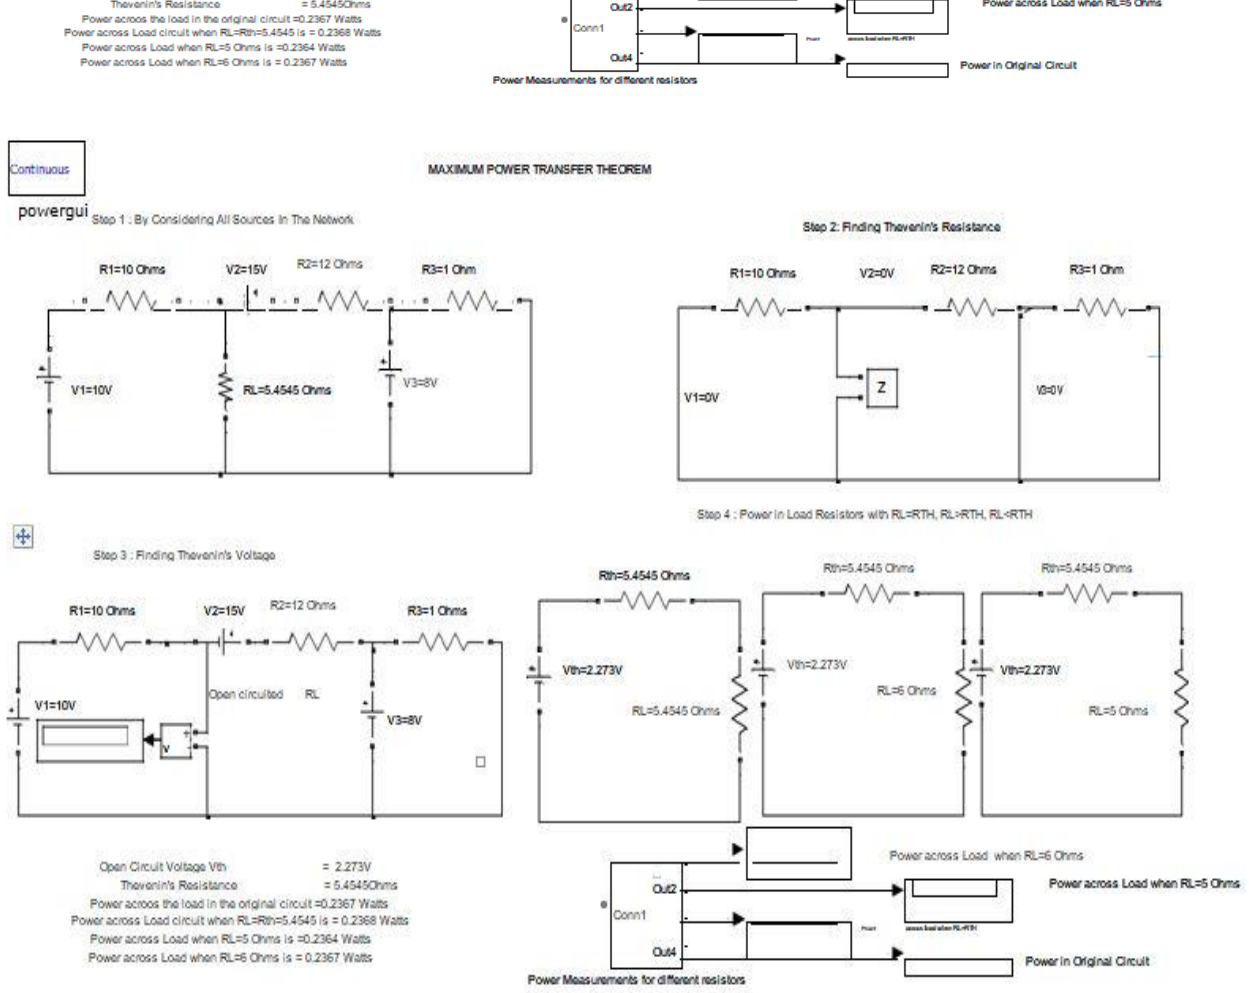 Thevenin's Resistance = 5.4545Ohms
Power across the load in the original circuit =0.2367 Watts
Power across Load circuit when RL=Rth=5.4545 is = 0.2368 Watts
Power across Load when RL=5 Ohms is =0.2364 Watts
Power across Load when RL=6 Ohms is = 0.2367 Watts
Out2
Power across Load when RL=5 Ohms
Conn1
Out4
Power in Original Circuit
Power Measurements for different resistors
Continuous
powergui
MAXIMUM POWER TRANSFER THEOREM
Step 1 : By Considering All Sources In The Network
R1=10 Ohms
V2=15V
R2=12 Ohms
R3=1 Ohm
V1=10V
RL=5.4545 Ohms
V3=8V
Step 2: Finding Thevenin's Resistance
R1=10 Ohms
V2=0V
R2=12 Ohms
R3=1 Ohm
Z
V1=0V
V3=0V
Step 3 : Finding Thevenin's Voltage
R1=10 Ohms
V2=15V
R2=12 Ohms
R3=1 Ohms
Open circuited RL
V1=10V
V
V3=8V
Step 4 : Power in Load Resistors with RL=RTH, RL>RTH, RL<RTH
Rth=5.4545 Ohms
Vth=2.273V
RL=5.4545 Ohms
Rth=5.4545 Ohms
Vth=2.273V
RL=6 Ohms
Rth=5.4545 Ohms
Vth=2.273V
RL=5 Ohms
Open Circuit Voltage Vth = 2.273V
Thevenin's Resistance = 5.4545Ohms
Power across the load in the original circuit =0.2367 Watts
Power across Load circuit when RL=Rth=5.4545 is = 0.2368 Watts
Power across Load when RL=5 Ohms is =0.2364 Watts
Power across Load when RL=6 Ohms is = 0.2367 Watts
Power across Load when RL=6 Ohms
Out2
Power across Load when RL=5 Ohms
Conn1
Out4
Power in Original Circuit
Power Measurements for different resistors